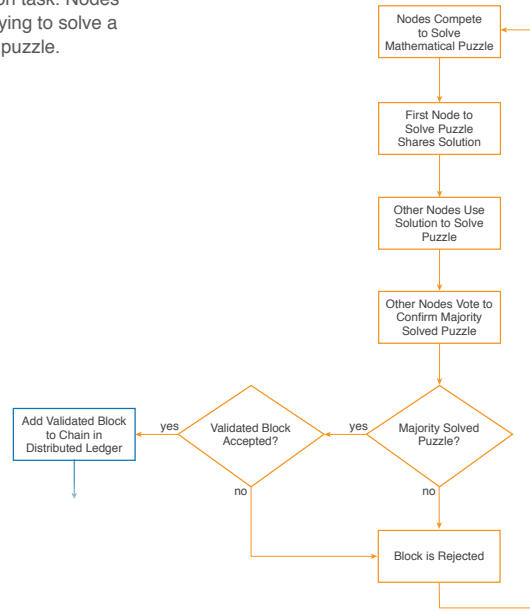 on task. Nodes
ying to solve a
puzzle.
Nodes Compete
to Solve
Mathematical Puzzle
First Node to
Solve Puzzle
Shares Solution
Other Nodes Use
Solution to Solve
Puzzle
Other Nodes Vote to
Confirm Majority
Solved Puzzle
Add Validated Block
to Chain in
Distributed Ledger
yes
Validated Block
Accepted?
yes
Majority Solved
Puzzle?
no
no
Block is Rejected